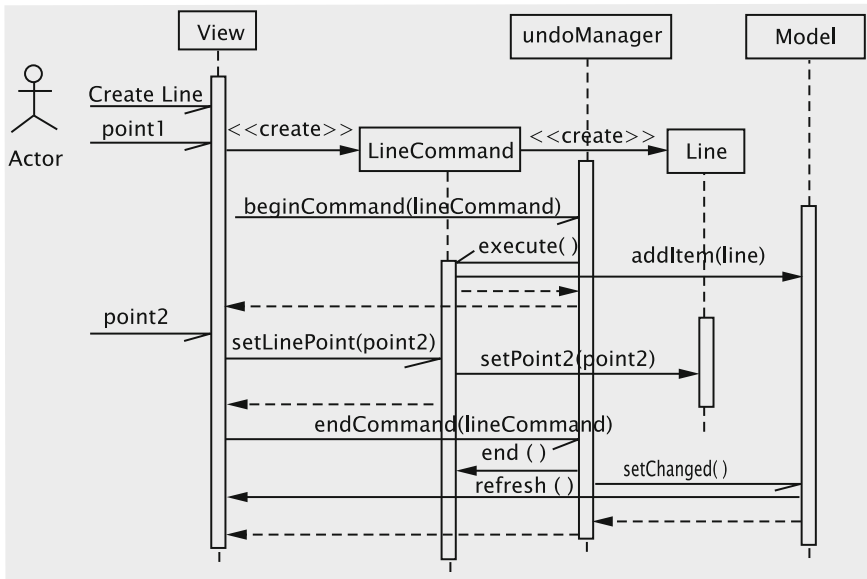 View
undoManager
Model
Create Line
point1
<<create>>
<<create>>
Actor
LineCommand
Line
beginCommand(lineCommand)
execute( )
addItem(line)
point2
setLinePoint(point2)
setPoint2(point2)
endCommand(lineCommand)
end ( )
setChanged( )
refresh ( )